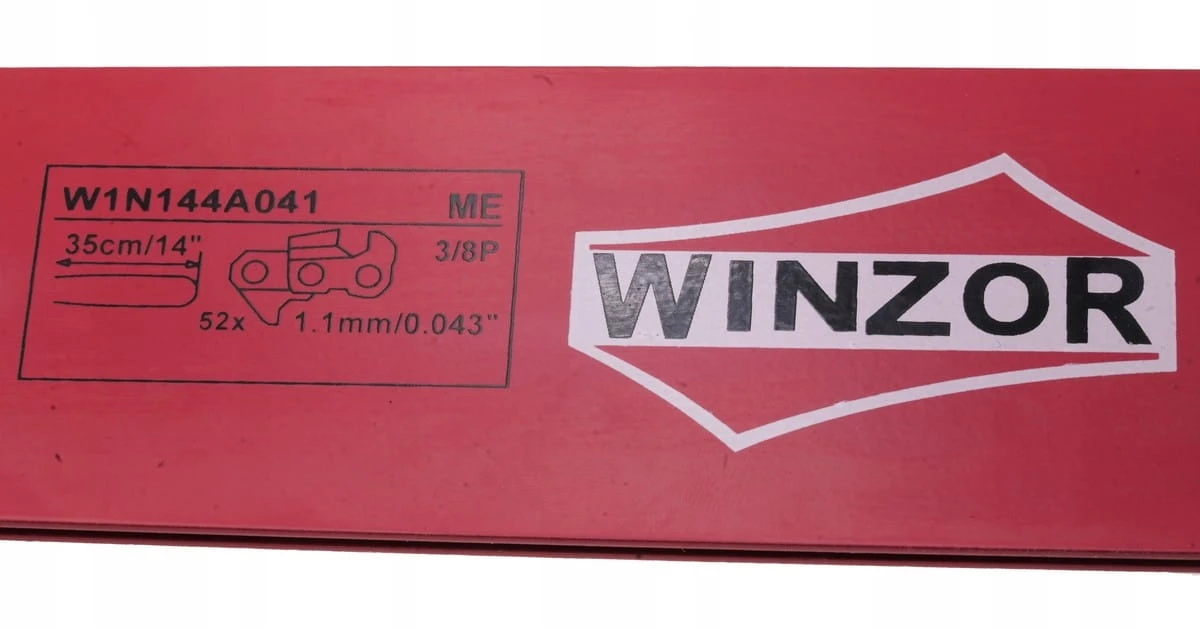 W1N144A041 ME
35cm/14" 3/8P
52x 1.1mm/0.043"
WINZOR